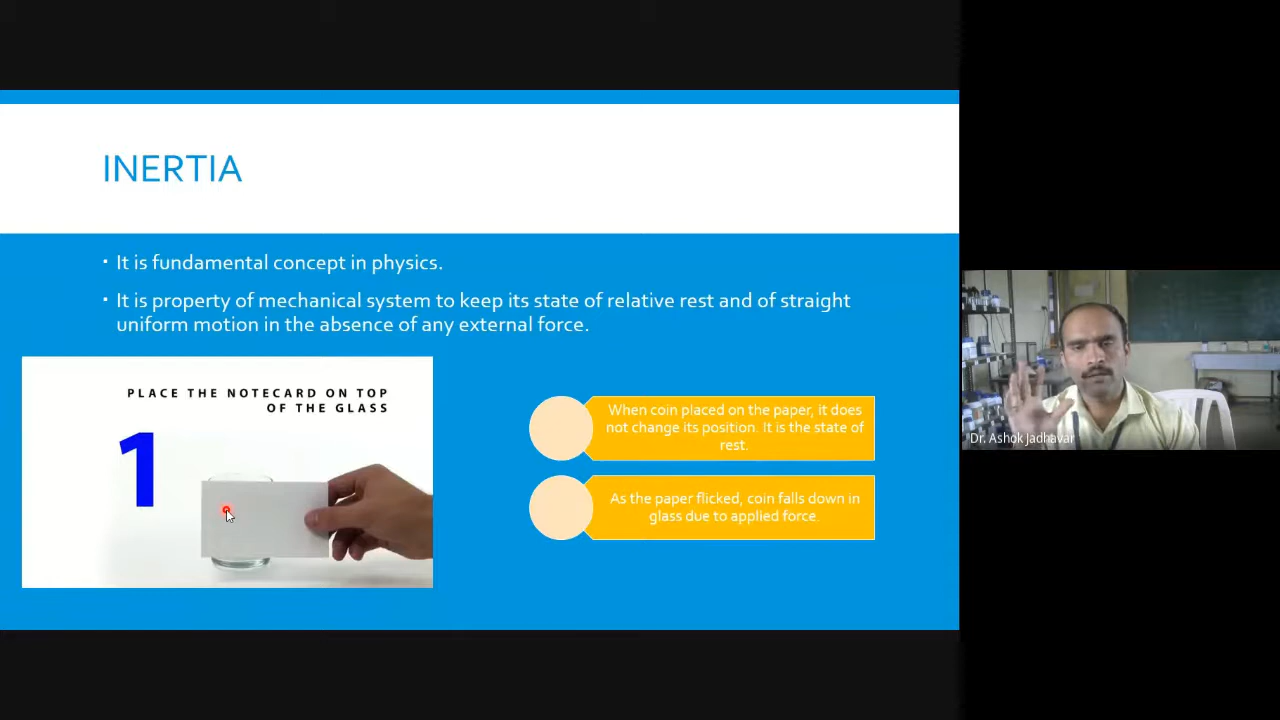 INERTIA
▪ It is fundamental concept in physics.
▪ It is property of mechanical system to keep its state of relative rest and of straight
uniform motion in the absence of any external force.
PLACE THE NOTECARD ON TOP
OF THE GLASS
1
When coin placed on the paper, it does
not change its position. It is the state of
rest.
As the paper flicked, coin falls down in
glass due to applied force.
Dr. Ashok Jadhavar